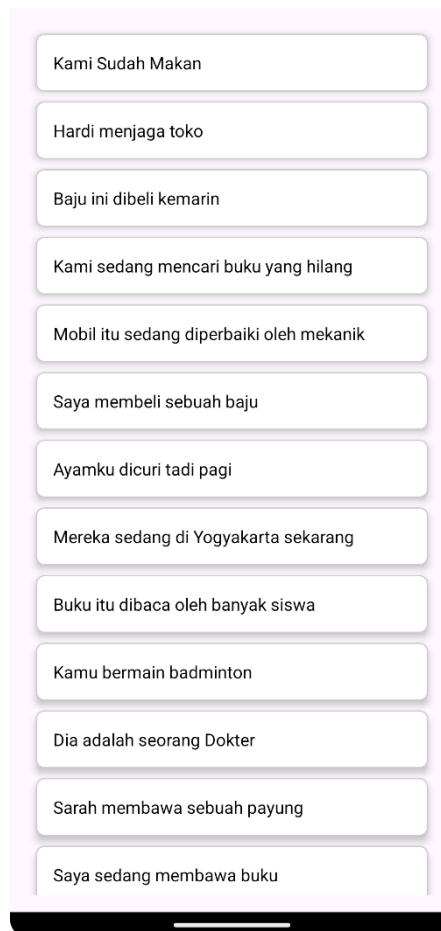 Kami Sudah Makan
Hardi menjaga toko
Baju ini dibeli kemarin
Kami sedang mencari buku yang hilang
Mobil itu sedang diperbaiki oleh mekanik
Saya membeli sebuah baju
Ayamku dicuri tadi pagi
Mereka sedang di Yogyakarta sekarang
Buku itu dibaca oleh banyak siswa
Kamu bermain badminton
Dia adalah seorang Dokter
Sarah membawa sebuah payung
Saya sedang membawa buku